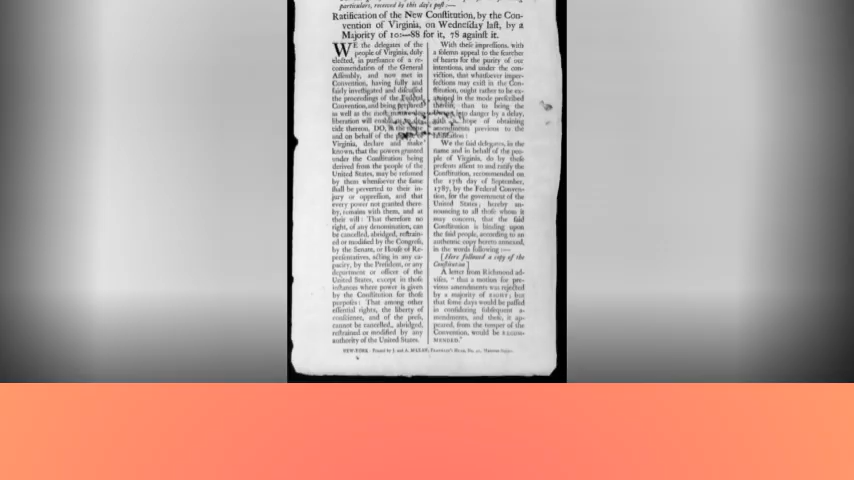 particulars, received by this day's post:—
Ratification of the New Constitution, by the Con-
vention of Virginia, on Wednesday last, by a
Majority of 10:—88 for it, 78 against it.
WE the delegates of the
people of Virginia, duly
elected, in pursuance of a re-
commendation of the General
Assembly, and now met in
Convention, having fully and
fairly investigated and discussed
the proceedings of the Federal
Convention, and being prepared
as well as the most mature de-
liberation will enable us to de-
cide thereon, DO, in the name
and on behalf of the people of
Virginia, declare and make
known, that the powers granted
under the Constitution being
derived from the people of the
United States, may be resumed
by them whensoever the same
shall be perverted to their in-
jury or oppression, and that
every power not granted there-
by, remains with them, and at
their will: That therefore no
right, of any denomination, can
be cancelled, abridged, restrain-
ed or modified by the Congress,
by the Senate, or House of Re-
presentatives, acting in any ca-
pacity, by the President, or any
department or officer of the
United States, except in those
instances where power is given
by the Constitution for those
purposes: That among other
essential rights, the liberty of
conscience, and of the press,
cannot be cancelled, abridged,
restrained or modified by any
authority of the United States.
With these impressions, with
a solemn appeal to the searcher
of hearts for the purity of our
intentions, and under the con-
viction, that whatsoever imper-
fections may exist in the Con-
stitution, ought rather to be ex-
amined in the mode prescribed
therein, than to bring the
Union into danger by a delay,
with a hope of obtaining
amendments previous to the
ratification:
We the said delegates, in the
name and in behalf of the peo-
ple of Virginia, do by these
presents assent to and ratify the
Constitution, recommended on
the 17th day of September,
1787, by the Federal Conven-
tion, for the government of the
United States; hereby an-
nouncing to all those whom it
may concern, that the said
Constitution is binding upon
the said people, according to an
authentic copy hereto annexed,
in the words following:—
[Here followed a copy of the
Constitution]
A letter from Richmond ad-
vises, "that a motion for pre-
vious amendments was rejected
by a majority of EIGHT; but
that some days would be passed
in considering subsequent a-
mendments, and these, it ap-
peared, from the temper of the
Convention, would be RECOM-
MENDED."
NEW-YORK: Printed by J. and A. M'LEAN, FRANKLIN'S HEAD, No. 41, HANOVER-SQUARE.